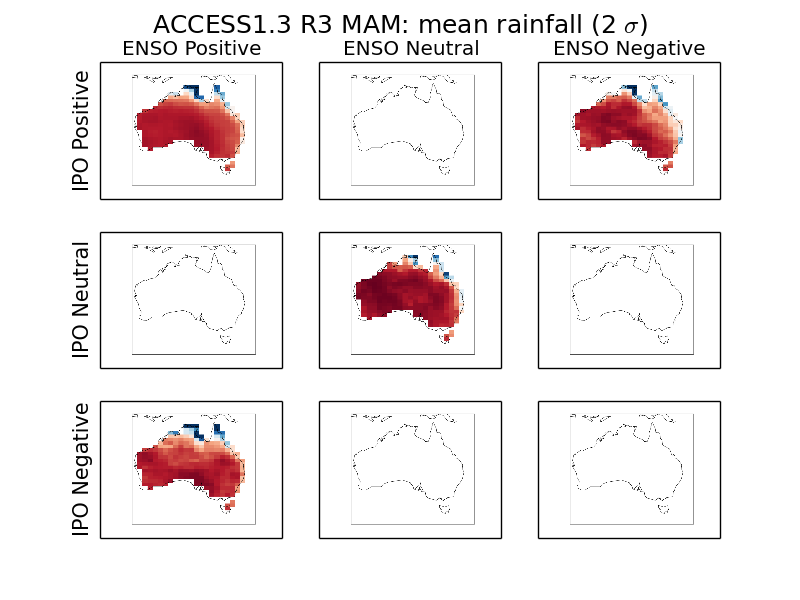 ACCESS1.3 R3 MAM: mean rainfall (2 σ)
ENSO Positive ENSO Neutral ENSO Negative
IPO Positive
IPO Neutral
IPO Negative